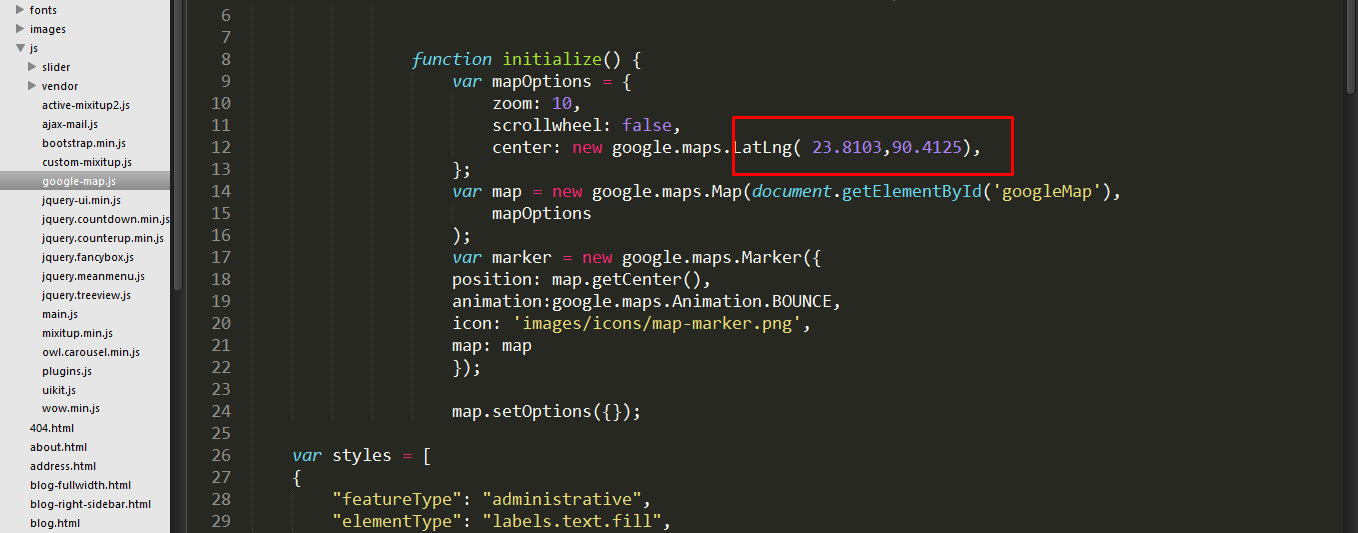 fonts
images
js
slider
vendor
active-mixitup2.js
ajax-mail.js
bootstrap.min.js
custom-mixitup.js
google-map.js
jquery-ui.min.js
jquery.countdown.min.js
jquery.counterup.min.js
jquery.fancybox.js
jquery.meanmenu.js
jquery.treeview.js
main.js
mixitup.min.js
owl.carousel.min.js
plugins.js
uikit.js
wow.min.js
404.html
about.html
address.html
blog-fullwidth.html
blog-right-sidebar.html
blog.html
6
7
8 function initialize() {
9 var mapOptions = {
10 zoom: 10,
11 scrollwheel: false,
12 center: new google.maps.LatLng( 23.8103,90.4125),
13 };
14 var map = new google.maps.Map(document.getElementById('googleMap'),
15 mapOptions
16 );
17 var marker = new google.maps.Marker({
18 position: map.getCenter(),
19 animation:google.maps.Animation.BOUNCE,
20 icon: 'images/icons/map-marker.png',
21 map: map
22 });
23
24 map.setOptions({});
25
26 var styles = [
27 {
28 "featureType": "administrative",
29 "elementType": "labels.text.fill",